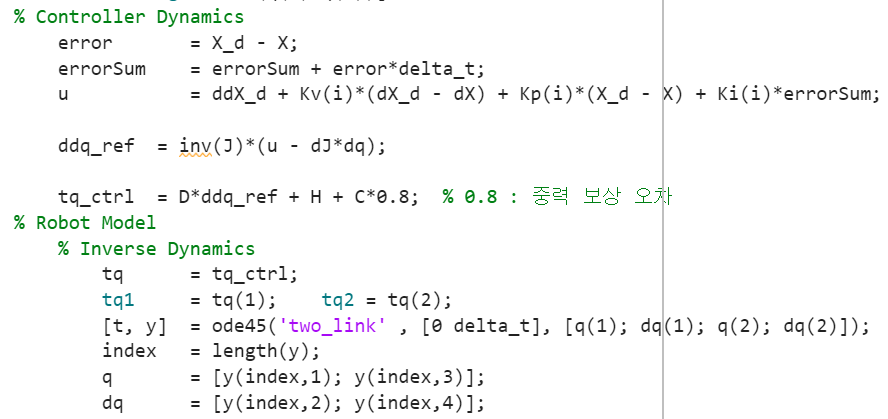 % Controller Dynamics
error = X_d - X;
errorSum = errorSum + error*delta_t;
u = ddX_d + Kv(i)*(dX_d - dX) + Kp(i)*(X_d - X) + Ki(i)*errorSum;
ddq_ref = inv(J)*(u - dJ*dq);
tq_ctrl = D*ddq_ref + H + C*0.8; % 0.8 : 중력 보상 오차
% Robot Model
% Inverse Dynamics
tq = tq_ctrl;
tq1 = tq(1); tq2 = tq(2);
[t, y] = ode45('two_link' , [0 delta_t], [q(1); dq(1); q(2); dq(2)]);
index = length(y);
q = [y(index,1); y(index,3)];
dq = [y(index,2); y(index,4)];